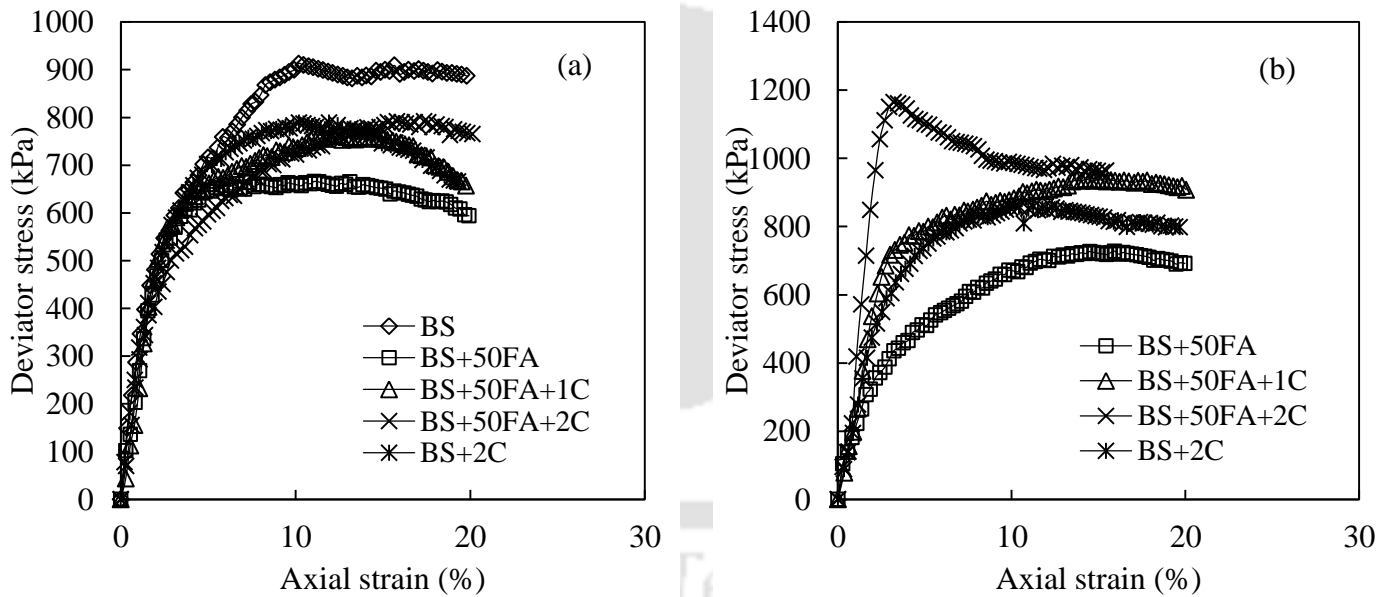 1000
900
800
700
600
500
400
300
200
100
0
0
10
20
30
Deviator stress (kPa)
Axial strain (%)
(a)
BS
BS+50FA
BS+50FA+1C
BS+50FA+2C
BS+2C
1400
1200
1000
800
600
400
200
0
0
10
20
30
Deviator stress (kPa)
Axial strain (%)
(b)
BS+50FA
BS+50FA+1C
BS+50FA+2C
BS+2C